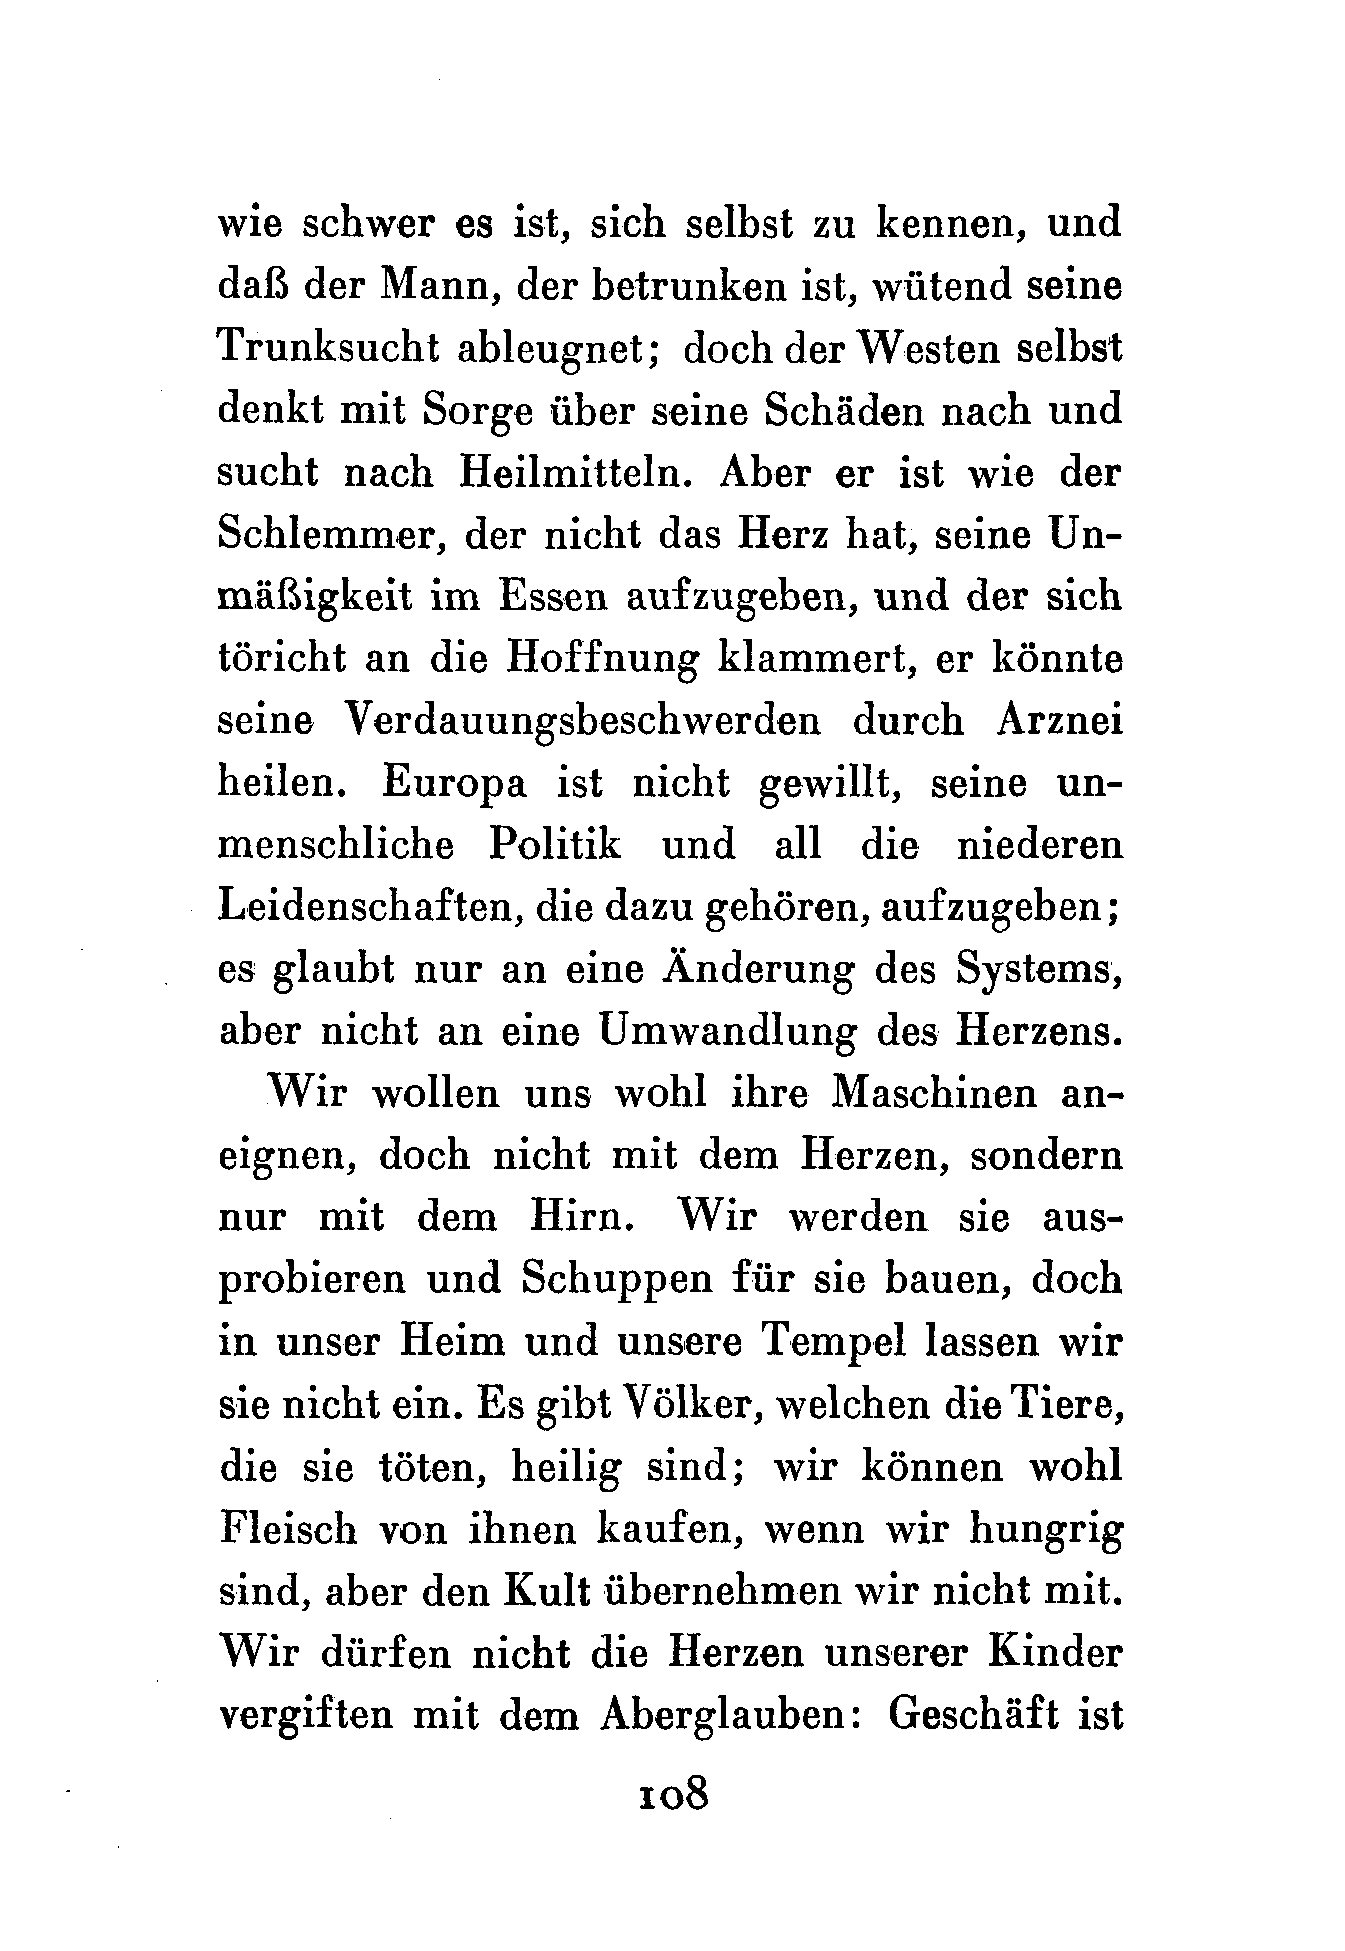 wie schwer es ist, sich selbst zu kennen, und
daß der Mann, der betrunken ist, wütend seine
Trunksucht ableugnet; doch der Westen selbst
denkt mit Sorge über seine Schäden nach und
sucht nach Heilmitteln. Aber er ist wie der
Schlemmer, der nicht das Herz hat, seine Un-
mäßigkeit im Essen aufzugeben, und der sich
töricht an die Hoffnung klammert, er könnte
seine Verdauungsbeschwerden durch Arznei
heilen. Europa ist nicht gewillt, seine un-
menschliche Politik und all die niederen
Leidenschaften, die dazu gehören, aufzugeben;
es glaubt nur an eine Änderung des Systems,
aber nicht an eine Umwandlung des Herzens.
Wir wollen uns wohl ihre Maschinen an-
eignen, doch nicht mit dem Herzen, sondern
nur mit dem Hirn. Wir werden sie aus-
probieren und Schuppen für sie bauen, doch
in unser Heim und unsere Tempel lassen wir
sie nicht ein. Es gibt Völker, welchen die Tiere,
die sie töten, heilig sind; wir können wohl
Fleisch von ihnen kaufen, wenn wir hungrig
sind, aber den Kult übernehmen wir nicht mit.
Wir dürfen nicht die Herzen unserer Kinder
vergiften mit dem Aberglauben: Geschäft ist
108